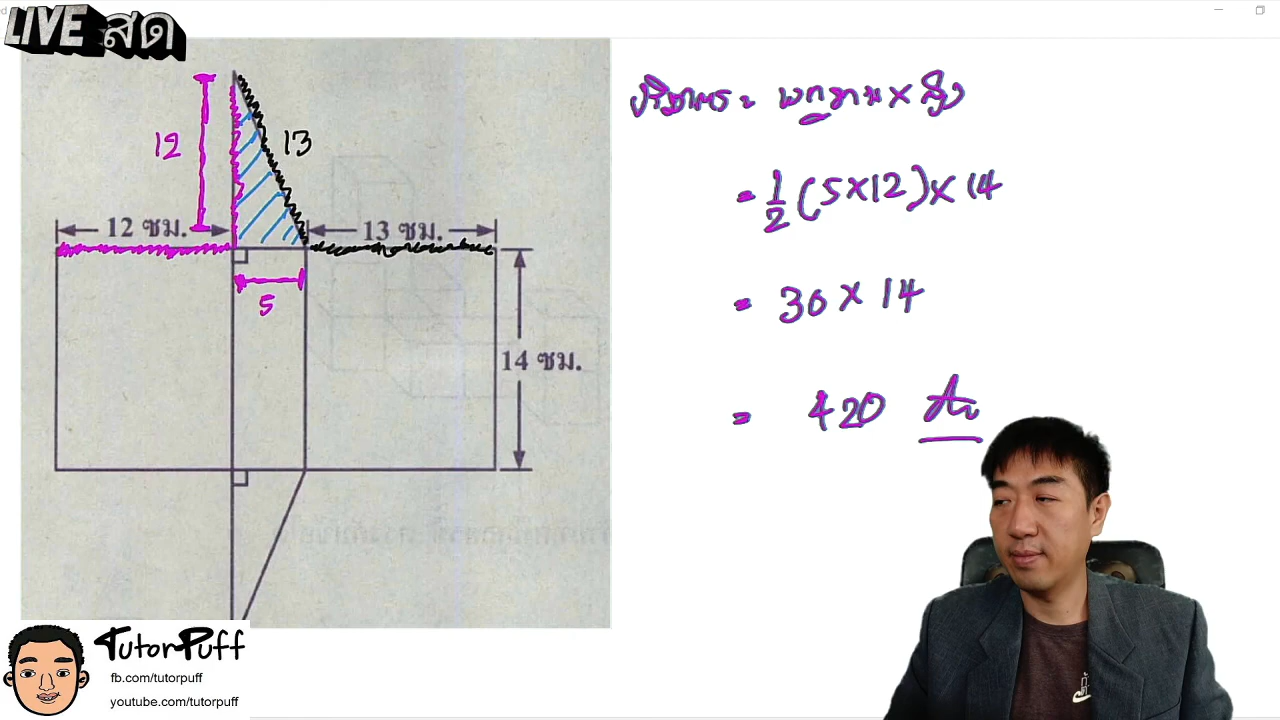 LIVE สด
12
13
12 ซม.
13 ซม.
5
14 ซม.
ปริมาตร = พ.ท.ฐาน × สูง
= 1/2 (5×12) × 14
= 30 × 14
= 420
TutorPuff
fb.com/tutorpuff
youtube.com/tutorpuff